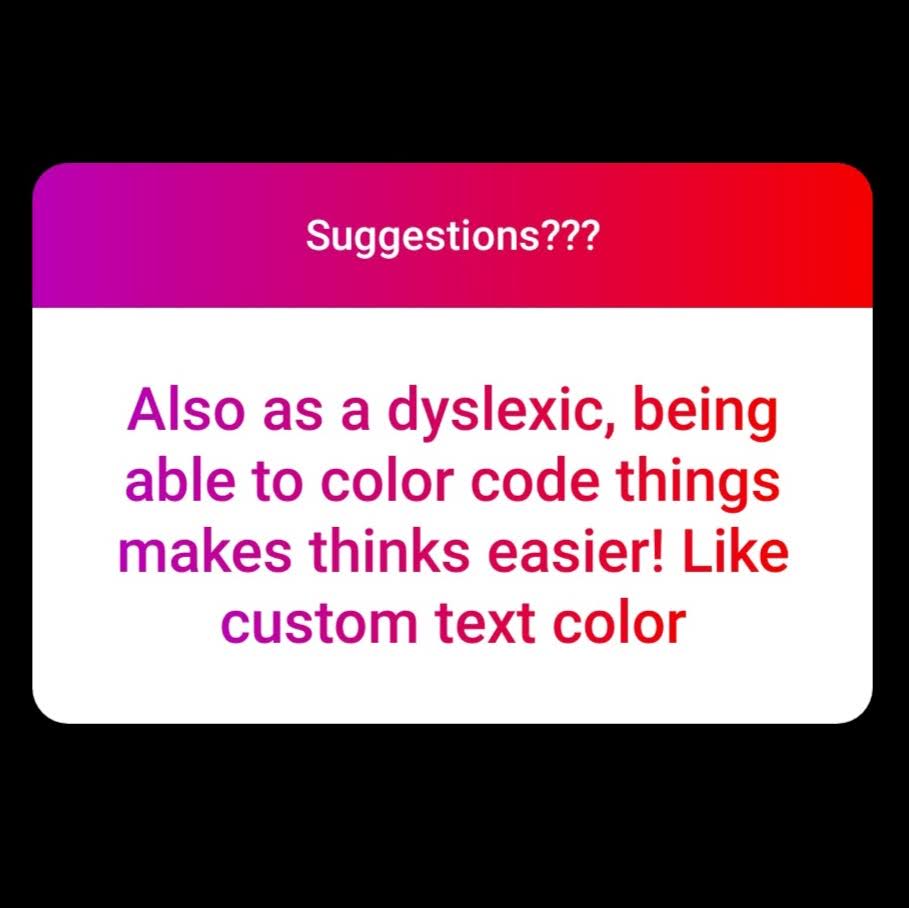 Suggestions???
Also as a dyslexic, being
able to color code things
makes thinks easier! Like
custom text color